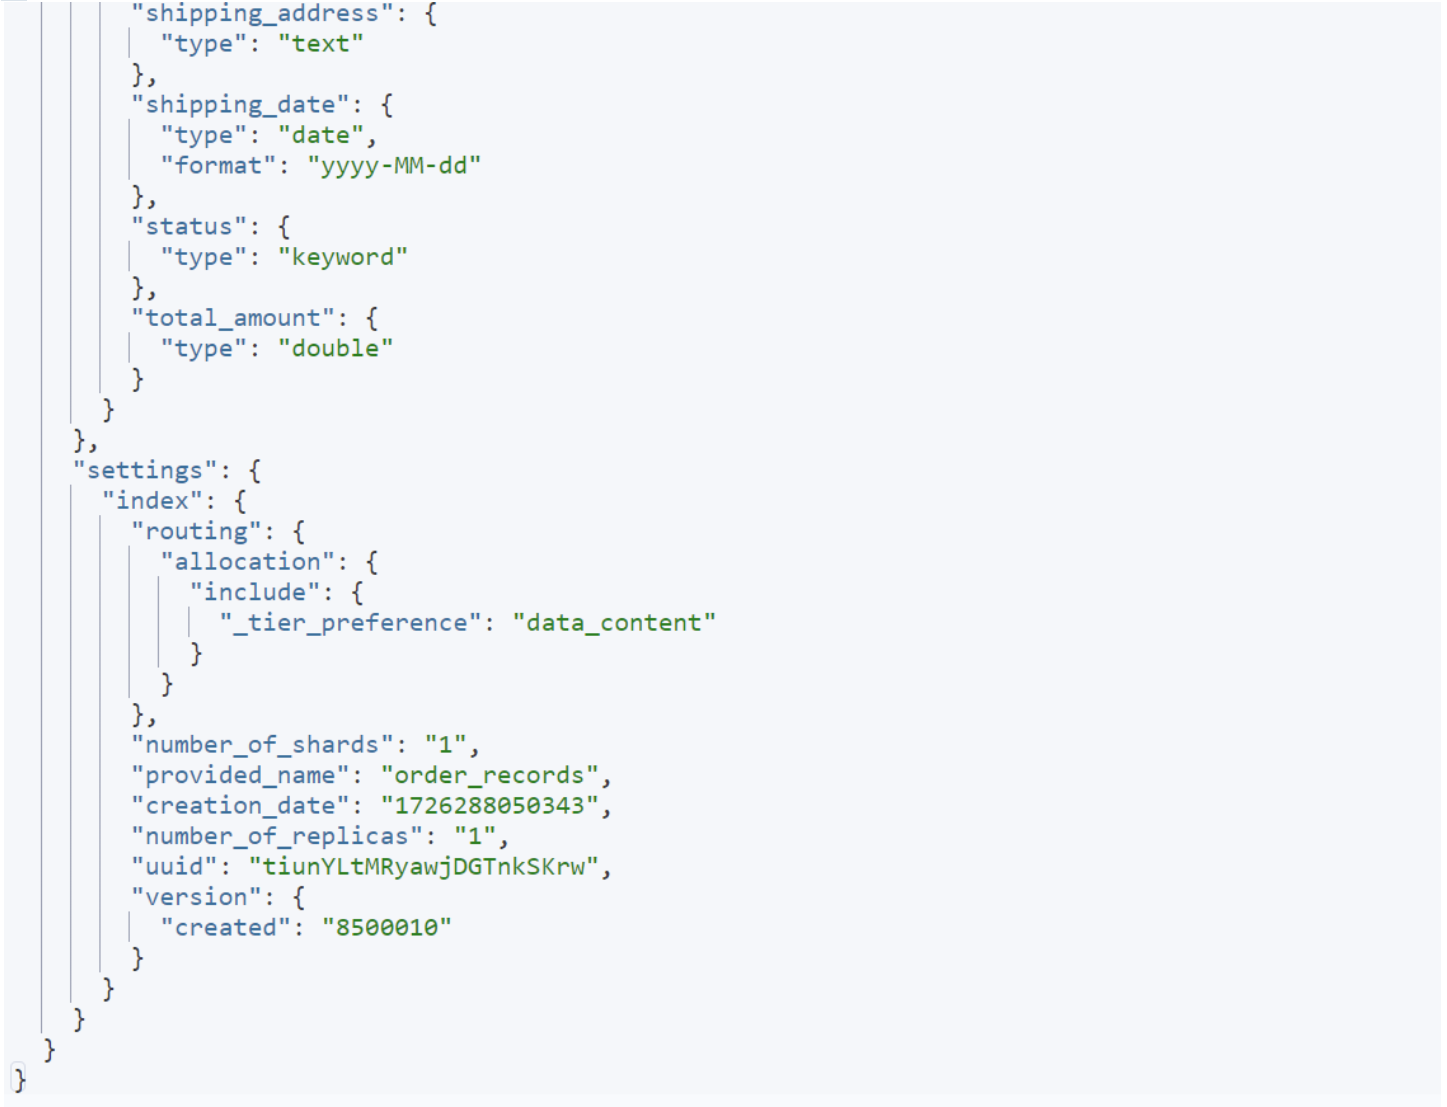 "shipping_address": {
"type": "text"
},
"shipping_date": {
"type": "date",
"format": "yyyy-MM-dd"
},
"status": {
"type": "keyword"
},
"total_amount": {
"type": "double"
}
}
},
"settings": {
"index": {
"routing": {
"allocation": {
"include": {
"_tier_preference": "data_content"
}
}
},
"number_of_shards": "1",
"provided_name": "order_records",
"creation_date": "1726288050343",
"number_of_replicas": "1",
"uuid": "tiunYLtMRyawjDGTnkSKrw",
"version": {
"created": "8500010"
}
}
}
}
}